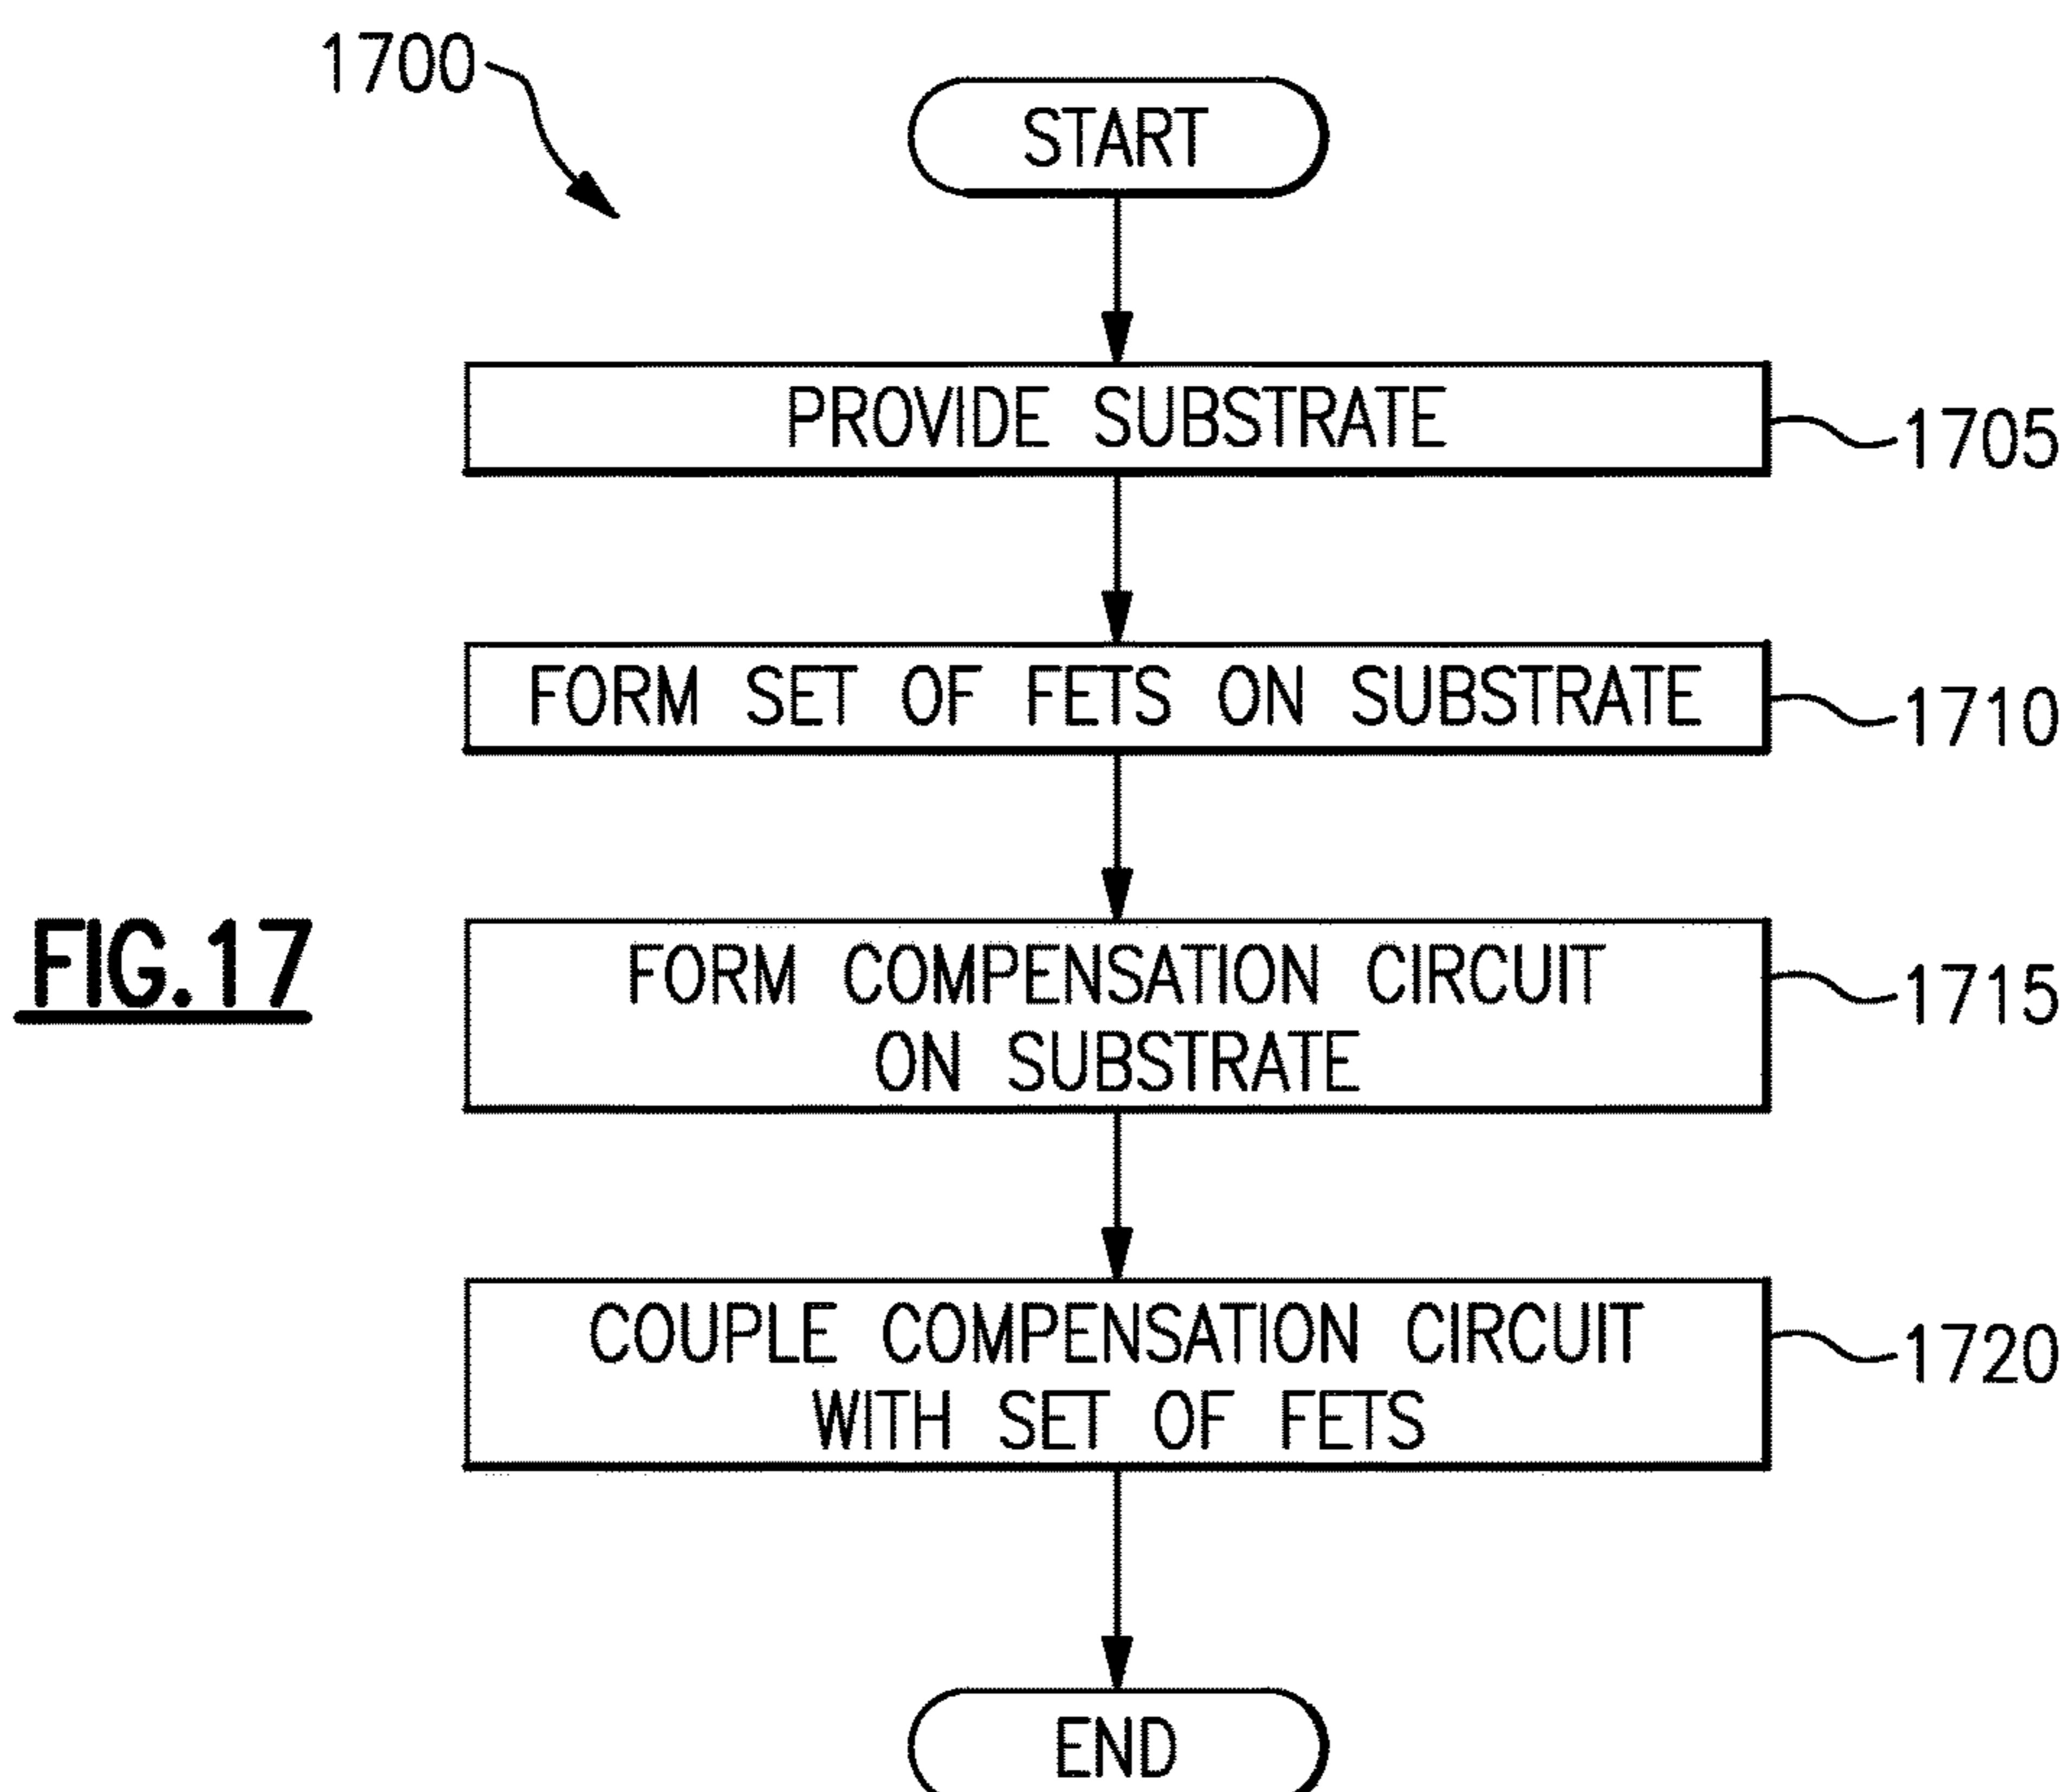 1700
START
PROVIDE SUBSTRATE
1705
FORM SET OF FETS ON SUBSTRATE
1710
FORM COMPENSATION CIRCUIT
ON SUBSTRATE
1715
FIG.17
COUPLE COMPENSATION CIRCUIT
WITH SET OF FETS
1720
END